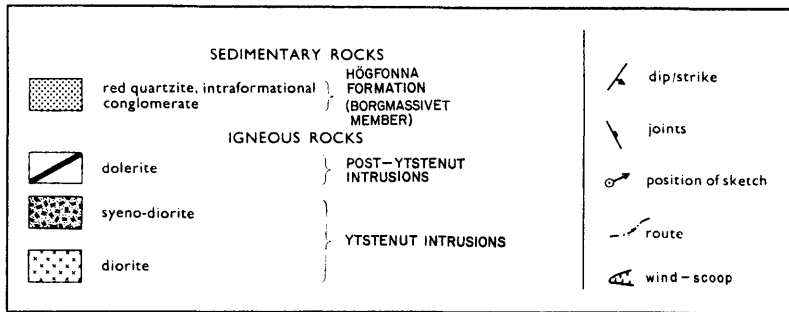 SEDIMENTARY ROCKS
red quartzite, intraformational
conglomerate
HÖGFONNA
FORMATION
(BORGMASSIVET
MEMBER)
IGNEOUS ROCKS
dolerite
POST–YTSTENUT
INTRUSIONS
syeno-diorite
diorite
YTSTENUT INTRUSIONS
dip/strike
joints
position of sketch
route
wind–scoop